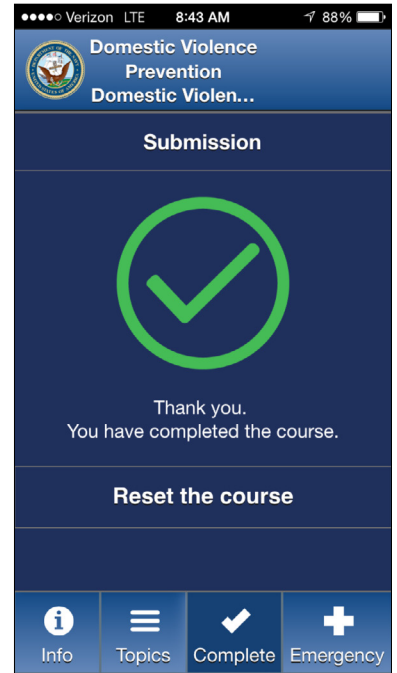 Verizon LTE 8:43 AM 88%
Domestic Violence
Prevention
Domestic Violen...
Submission
Thank you.
You have completed the course.
Reset the course
Info Topics Complete Emergency